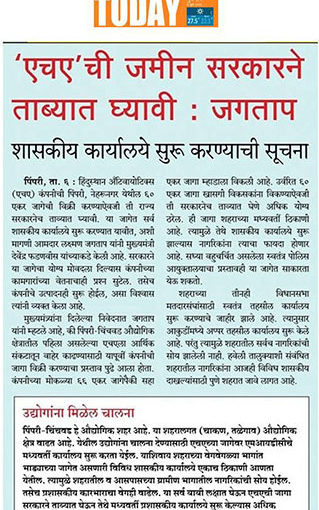 TODAY
'एचए'ची जमीन सरकारने
ताब्यात घ्यावी : जगताप
शासकीय कार्यालये सुरू करण्याची सूचना
पिंपरी, ता. ६ : हिंदुस्थान अँटिबायोटिक्स
(एचए) कंपनीची पिंपरी, नेहरूनगर येथील ६०
एकर जागेची विक्री करण्याऐवजी ती राज्य
सरकारनेच ताब्यात घ्यावी. या जागेत सर्व
शासकीय कार्यालये सुरू करण्यात यावीत, अशी
मागणी आमदार लक्ष्मण जगताप यांनी मुख्यमंत्री
देवेंद्र फडणवीस यांच्याकडे केली आहे. सरकारने
या जागेचा योग्य मोबदला दिल्यास कंपनीच्या
कामगारांच्या वेतनाचाही प्रश्न सुटेल. तसेच
कंपनीचे उत्पादनही सुरू होईल, असा विश्वास
त्यांनी व्यक्त केला आहे.
मुख्यमंत्र्यांना दिलेल्या निवेदनात जगताप
यांनी म्हटले आहे, की पिंपरी-चिंचवड औद्योगिक
क्षेत्रातील पहिला असलेल्या एचएला आर्थिक
संकटातून बाहेर काढण्यासाठी यापूर्वी कंपनीची
जागा विक्री करण्याचा प्रस्ताव पुढे आला होता.
कंपनीच्या मोकळ्या ६६ एकर जागेपैकी सहा
एकर जागा म्हाडाला विकली आहे. उर्वरित ६०
एकर जागा खासगी विकसकांना विकण्याऐवजी
ती राज्य सरकारनेच ताब्यात घेणे अधिक योग्य
ठरेल. ही जागा शहराच्या मध्यवर्ती ठिकाणी
आहे. त्यामुळे तेथे शासकीय कार्यालये सुरू
झाल्यास नागरिकांना त्याचा फायदा होणार
आहे. सध्या बहुचर्चित असलेल्या स्वतंत्र पोलिस
आयुक्तालयाचा प्रस्तावही या जागेत साकारता
येऊ शकतो.
शहराच्या तीनही विधानसभा
मतदारसंघांसाठी स्वतंत्र तहसील कार्यालय
सुरू करण्याचे जाहीर झाले आहे. त्यानुसार
आकुर्डीमध्ये अप्पर तहसील कार्यालय सुरू केले
आहे. परंतु त्यामुळे शहरातील सर्वच नागरिकांची
सोय झालेली नाही. हवेली तालुक्याशी संबंधित
शहरातील नागरिकांना आजही विविध शासकीय
दाखल्यांसाठी पुणे शहरात जावे लागत आहे.
उद्योगांना मिळेल चालना
पिंपरी-चिंचवड हे औद्योगिक शहर आहे. या शहरालगत (चाकण, तळेगाव) औद्योगिक
क्षेत्र वाढत आहे. येथील उद्योगांना चालना देण्यासाठी एचएच्या जागेवर एमआयडीसीचे
मध्यवर्ती कार्यालय सुरू करता येईल. याशिवाय शहराच्या वेगवेगळ्या भागांत
भाड्याच्या जागेत असणारी विविध शासकीय कार्यालये एकाच ठिकाणी आणता
येतील. त्यामुळे शहरातील व आसपासच्या ग्रामीण भागातील नागरिकांची सोय होईल.
तसेच प्रशासकीय कारभाराचा वेगही वाढेल. या सर्व बाबी लक्षात घेऊन एचएची जागा
सरकारने ताब्यात घेऊन तेथे मध्यवर्ती प्रशासकीय कार्यालय सुरू केल्यास अधिक